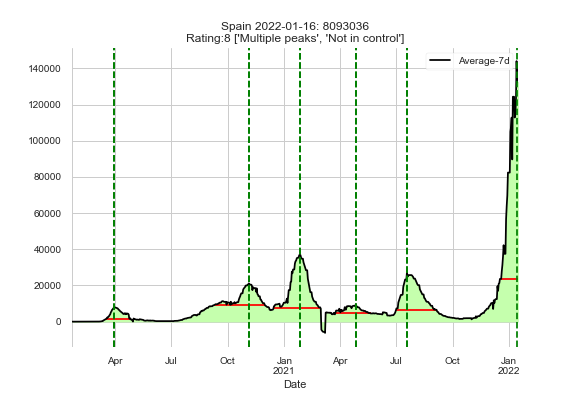 Spain 2022-01-16: 8093036
Rating:8 ['Multiple peaks', 'Not in control']
Average-7d
140000
120000
100000
80000
60000
40000
20000
0
Apr Jul Oct Jan Apr Jul Oct Jan
2021 2022
Date